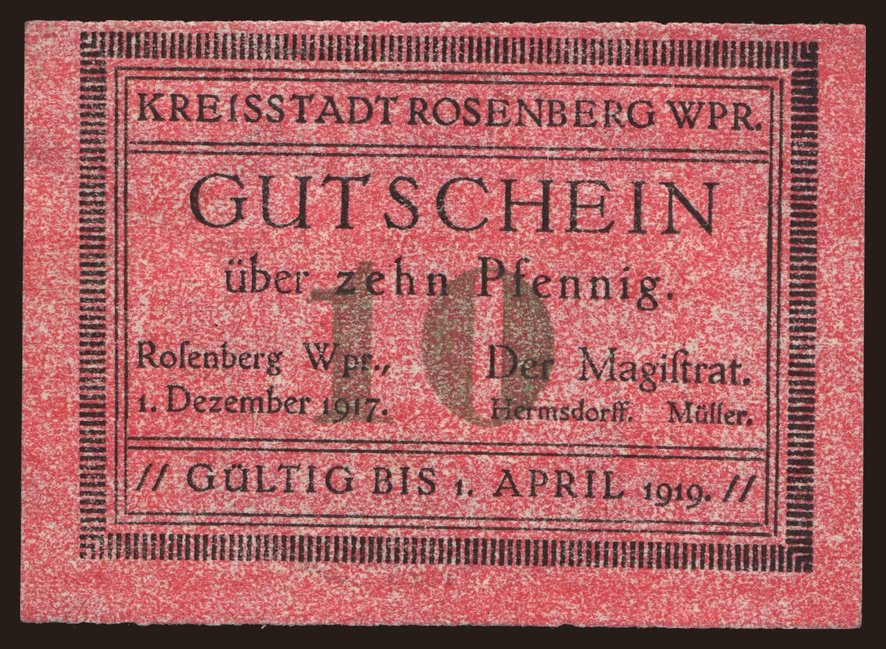 KREISSTADT ROSENBERG WPR.
GUTSCHEIN
über zehn Pfennig.
10
Roſenberg Wpr., Der Magiſtrat.
1. Dezember 1917. Hermsdorff. Müller.
// GÜLTIG BIS 1. APRIL 1919. //